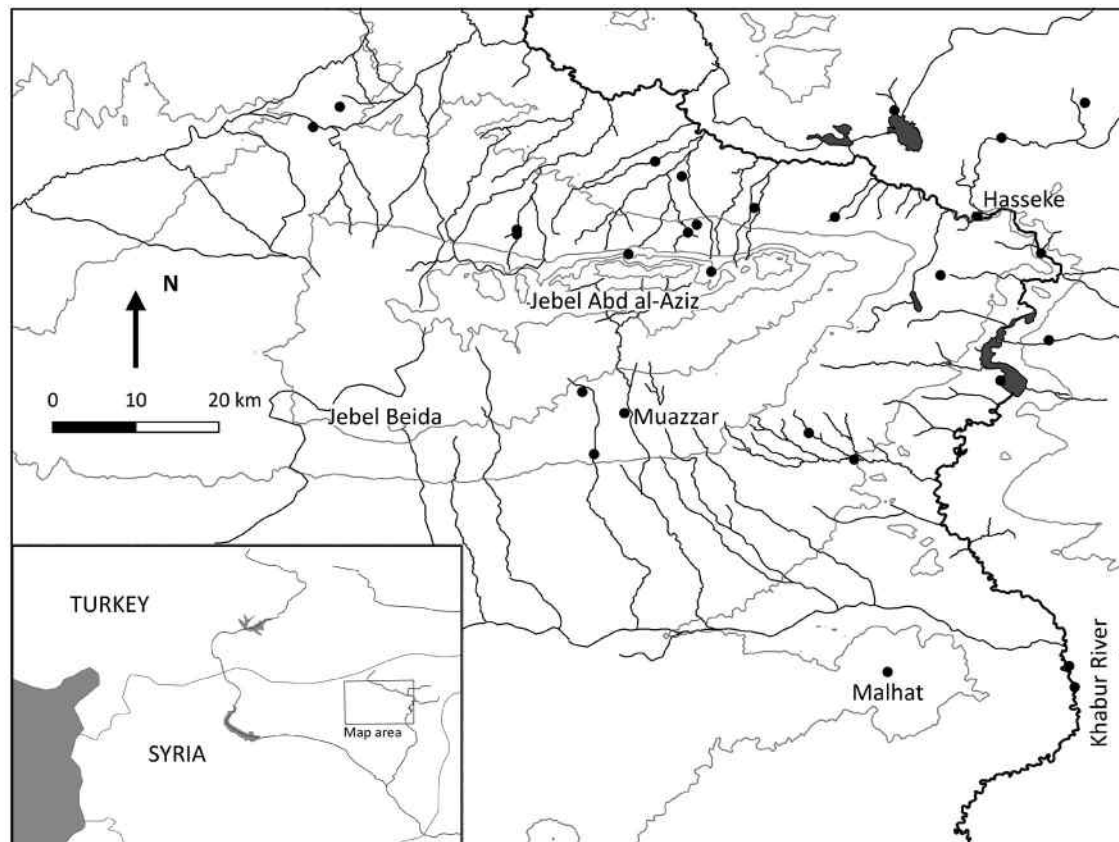 Hasseke
N
Jebel Abd al-Aziz
0 10 20 km
Jebel Beida
Muazzar
TURKEY
SYRIA
Map area
Malhat
Khabur River